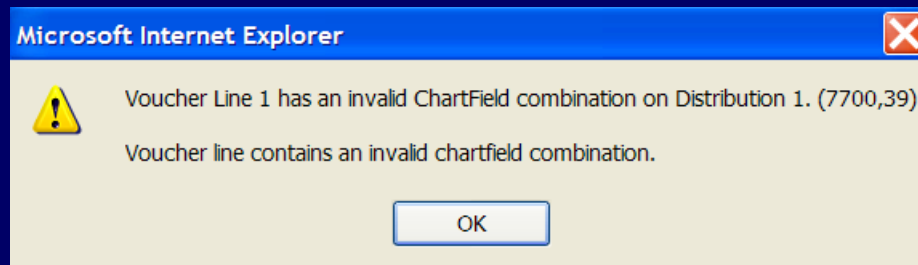 Microsoft Internet Explorer
Voucher Line 1 has an invalid ChartField combination on Distribution 1. (7700,39)
Voucher line contains an invalid chartfield combination.
OK